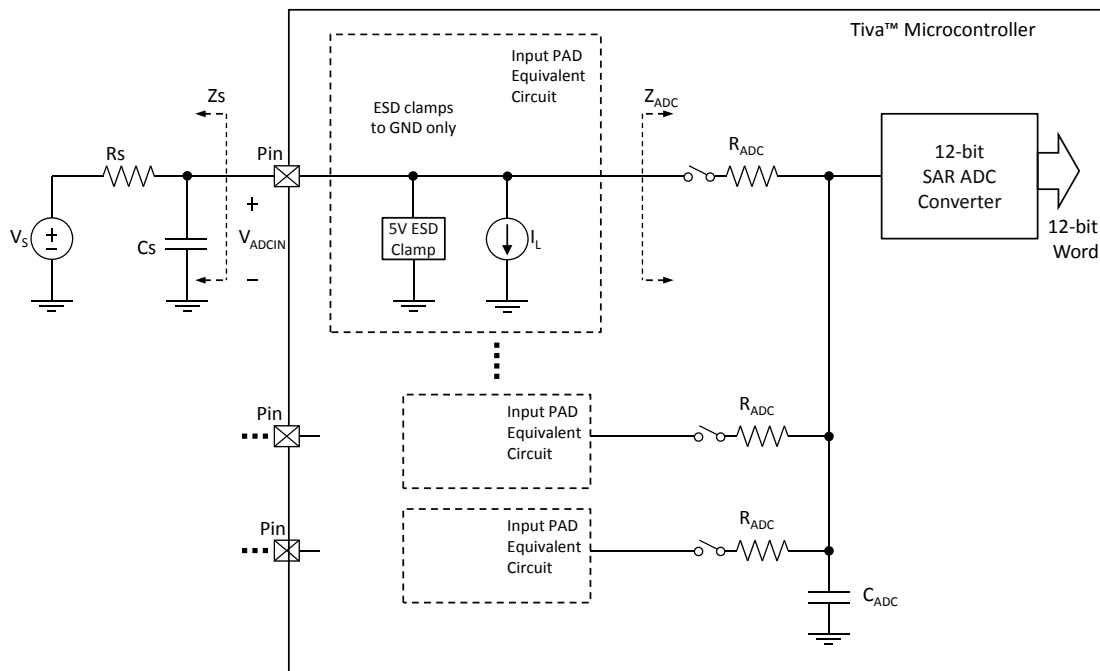 Tiva™ Microcontroller
Input PAD
Equivalent
Circuit
ESD clamps
to GND only
Zs
Z_ADC
Rs
Pin
R_ADC
12-bit
SAR ADC
Converter
V_S
+
−
Cs
+
V_ADCIN
−
5V ESD
Clamp
I_L
12-bit
Word
Pin
Input PAD
Equivalent
Circuit
R_ADC
Pin
Input PAD
Equivalent
Circuit
R_ADC
C_ADC